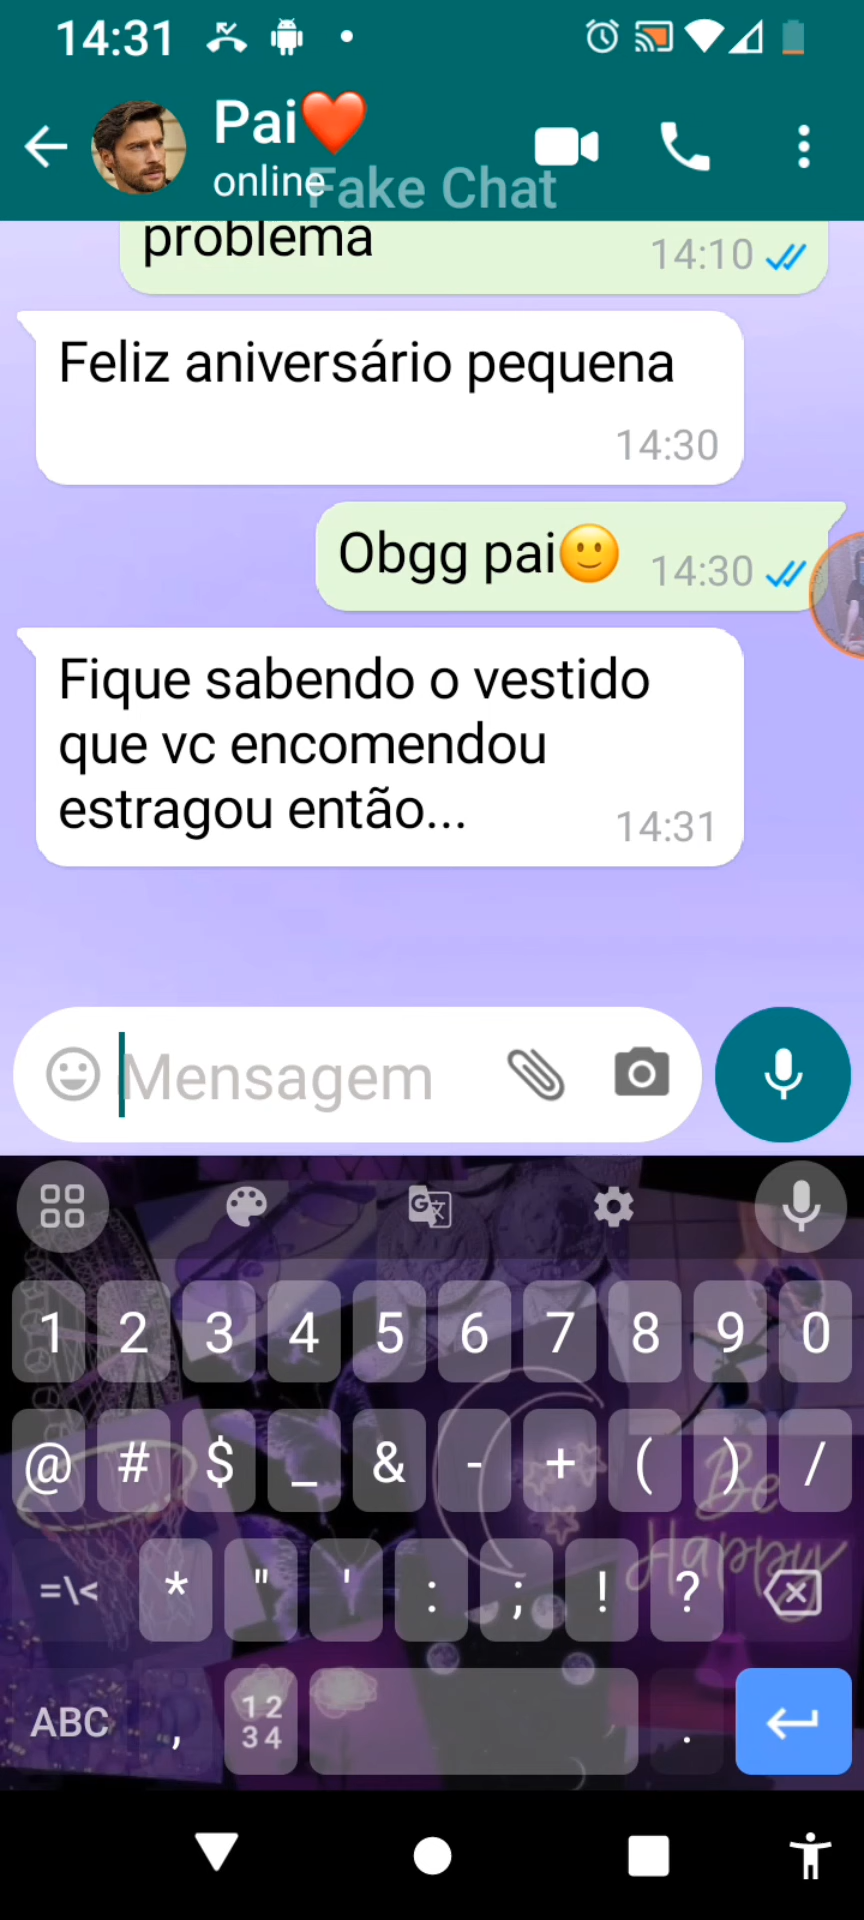 14:31
Pai❤️
online
Fake Chat
problema
14:10
Feliz aniversário pequena
14:30
Obgg pai🙂
14:30
Fique sabendo o vestido
que vc encomendou
estragou então...
14:31
Mensagem
1 2 3 4 5 6 7 8 9 0
@ # $ _ & - + ( ) /
=\< * " ' : ; ! ?
Be
Happy
ABC , 12 .
34